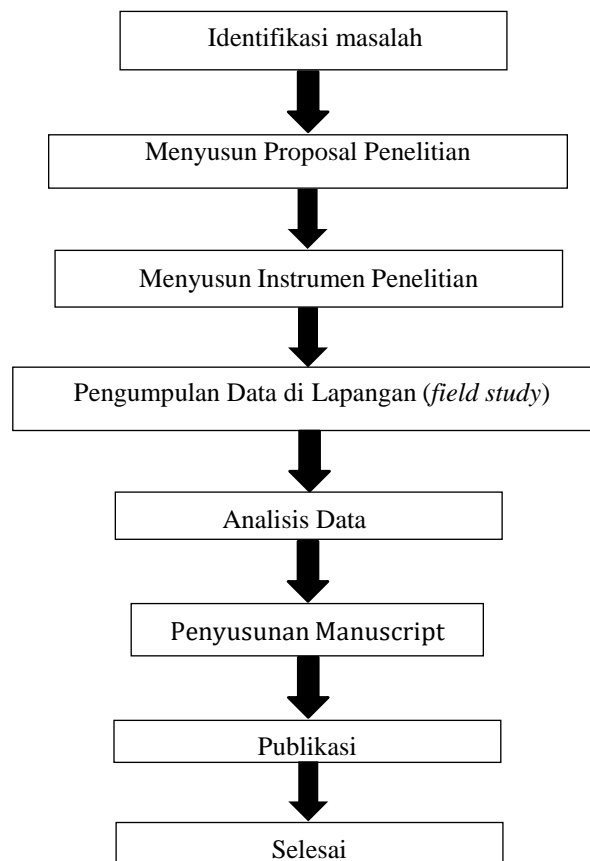 Identifikasi masalah
Menyusun Proposal Penelitian
Menyusun Instrumen Penelitian
Pengumpulan Data di Lapangan (field study)
Analisis Data
Penyusunan Manuscript
Publikasi
Selesai